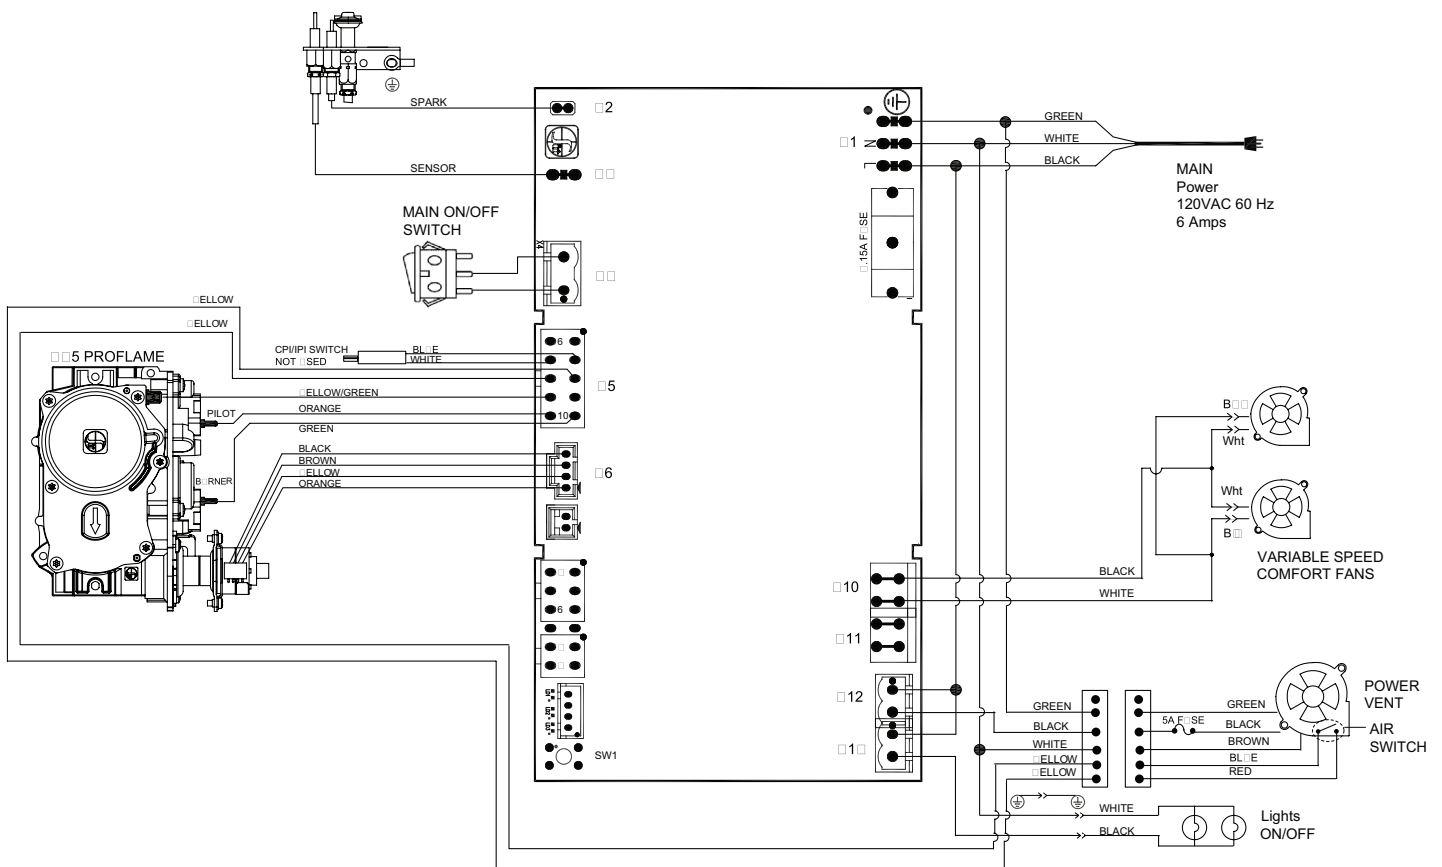 SPARK
□2
SENSOR
□□
MAIN ON/OFF
SWITCH
X4
□□
□1
N
L
GREEN
WHITE
BLACK
MAIN
Power
120VAC 60 Hz
6 Amps
□.15A F□SE
□ELLOW
□ELLOW
□□5 PROFLAME
CPI/IPI SWITCH
NOT □SED
BL□E
WHITE
6
□5
□ELLOW/GREEN
PILOT
ORANGE
10
GREEN
BLACK
BROWN
□ELLOW
ORANGE
□6
B□RNER
B□□
Wht
Wht
B□
VARIABLE SPEED
COMFORT FANS
□10
BLACK
WHITE
6
□11
□12
□1□
SW1
GREEN
BLACK
WHITE
□ELLOW
□ELLOW
GREEN
5A F□SE
BLACK
BROWN
BL□E
RED
POWER
VENT
AIR
SWITCH
WHITE
BLACK
Lights
ON/OFF